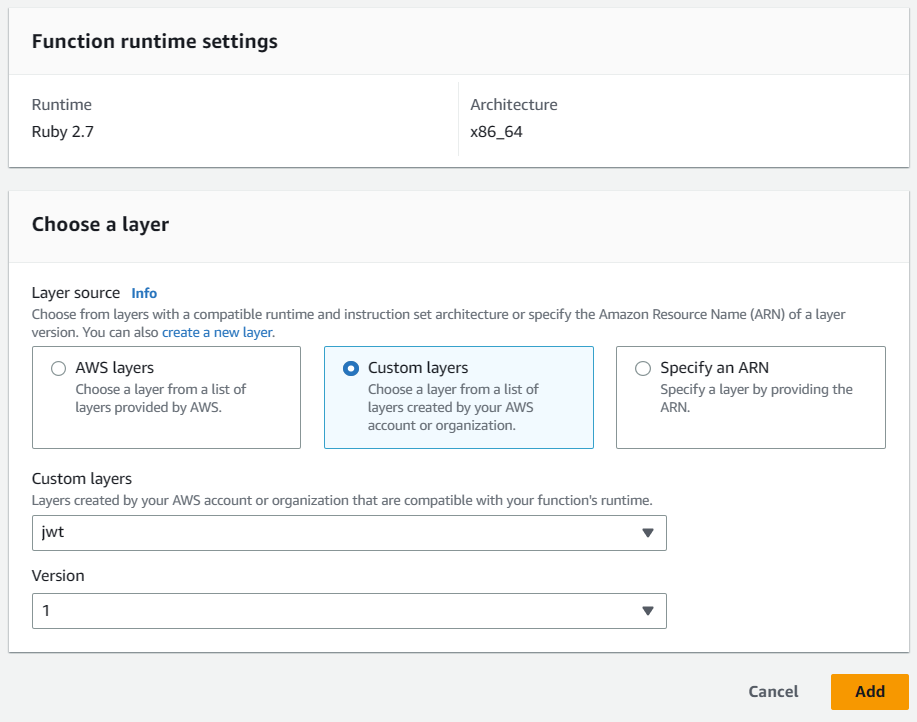 Function runtime settings
Runtime
Ruby 2.7
Architecture
x86_64
Choose a layer
Layer source Info
Choose from layers with a compatible runtime and instruction set architecture or specify the Amazon Resource Name (ARN) of a layer
version. You can also create a new layer.
AWS layers
Choose a layer from a list of
layers provided by AWS.
Custom layers
Choose a layer from a list of
layers created by your AWS
account or organization.
Specify an ARN
Specify a layer by providing the
ARN.
Custom layers
Layers created by your AWS account or organization that are compatible with your function's runtime.
jwt
Version
1
Cancel
Add